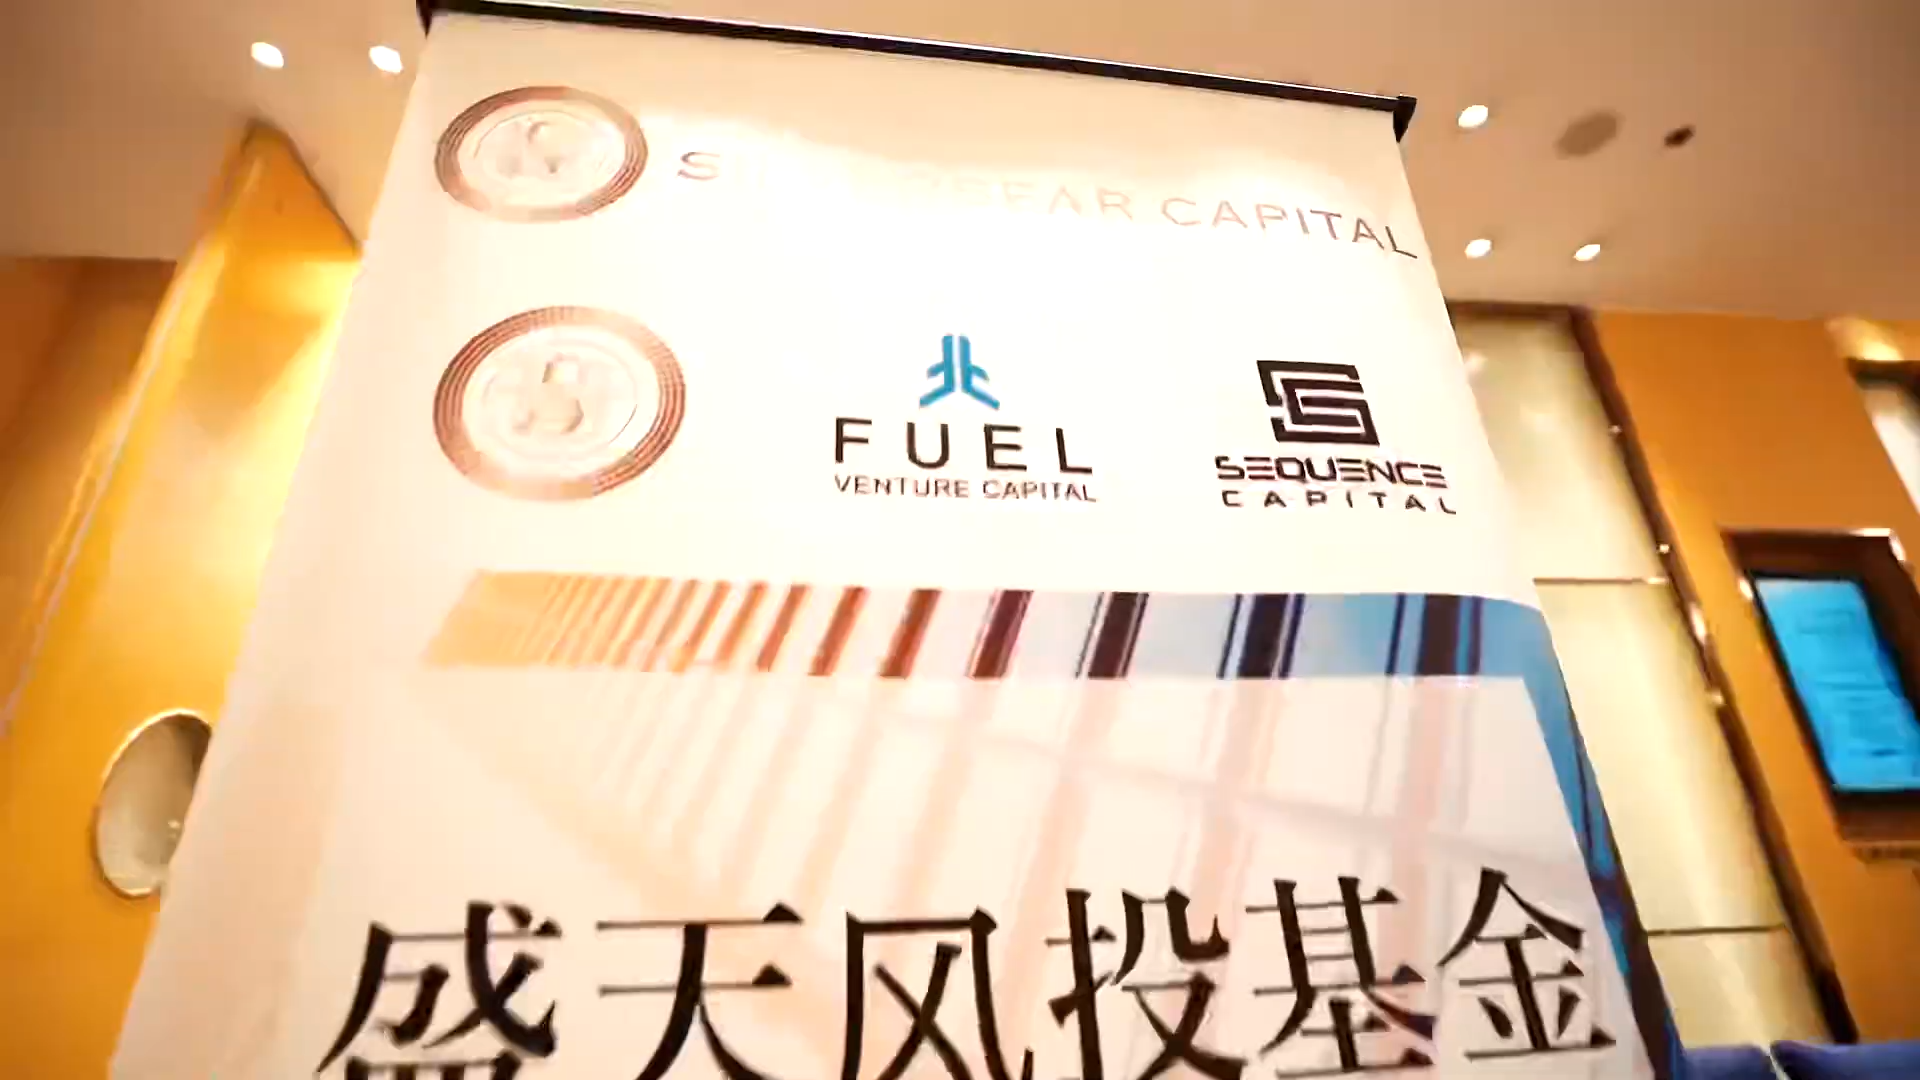 CAPITAL
FUEL
VENTURE CAPITAL
SEQUENCE
CAPITAL
盛天风投基金